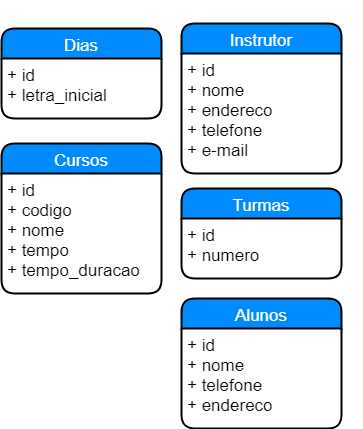 Dias
+ id
+ letra_inicial
Cursos
+ id
+ codigo
+ nome
+ tempo
+ tempo_duracao
Instrutor
+ id
+ nome
+ endereco
+ telefone
+ e-mail
Turmas
+ id
+ numero
Alunos
+ id
+ nome
+ telefone
+ endereco